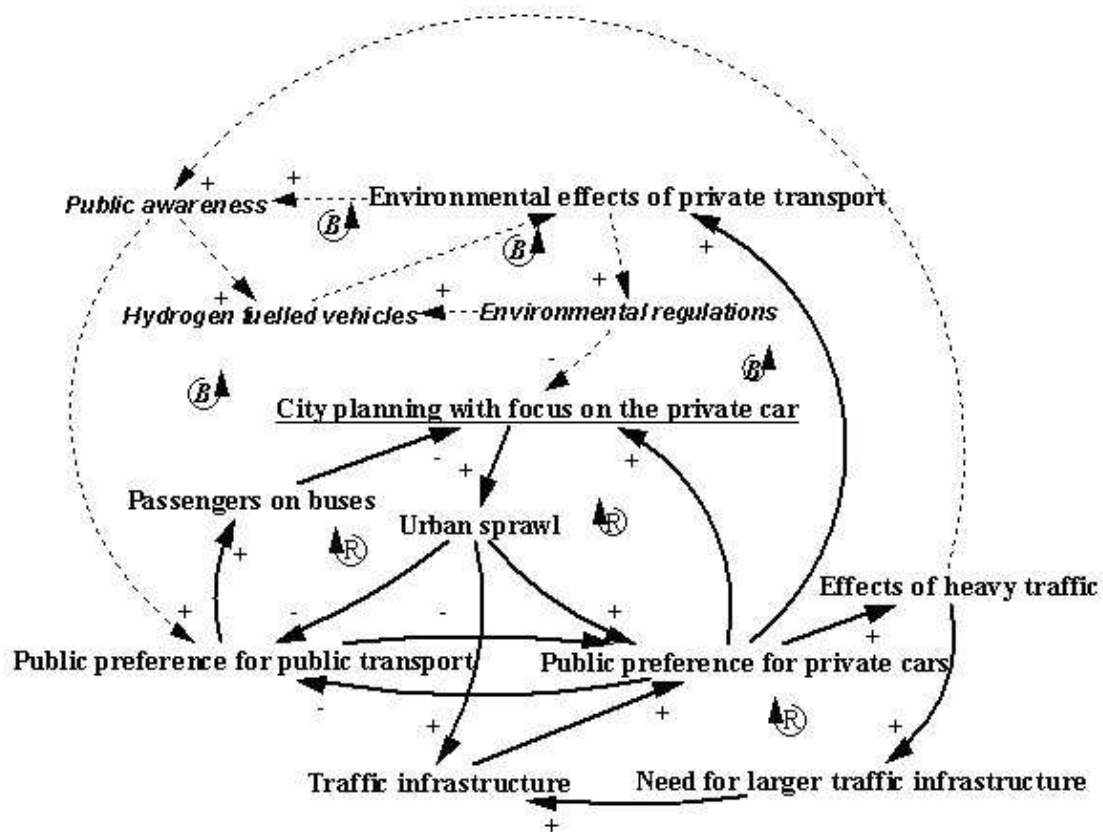 +
+
Public awareness
Environmental effects of private transport
B
B
+
+
+
+
Hydrogen fuelled vehicles
Environmental regulations
-
B
B
City planning with focus on the private car
-
+
+
Passengers on buses
Urban sprawl
R
R
+
Effects of heavy traffic
+
-
-
+
+
Public preference for public transport
Public preference for private cars
-
+
+
R
+
Traffic infrastructure
Need for larger traffic infrastructure
+